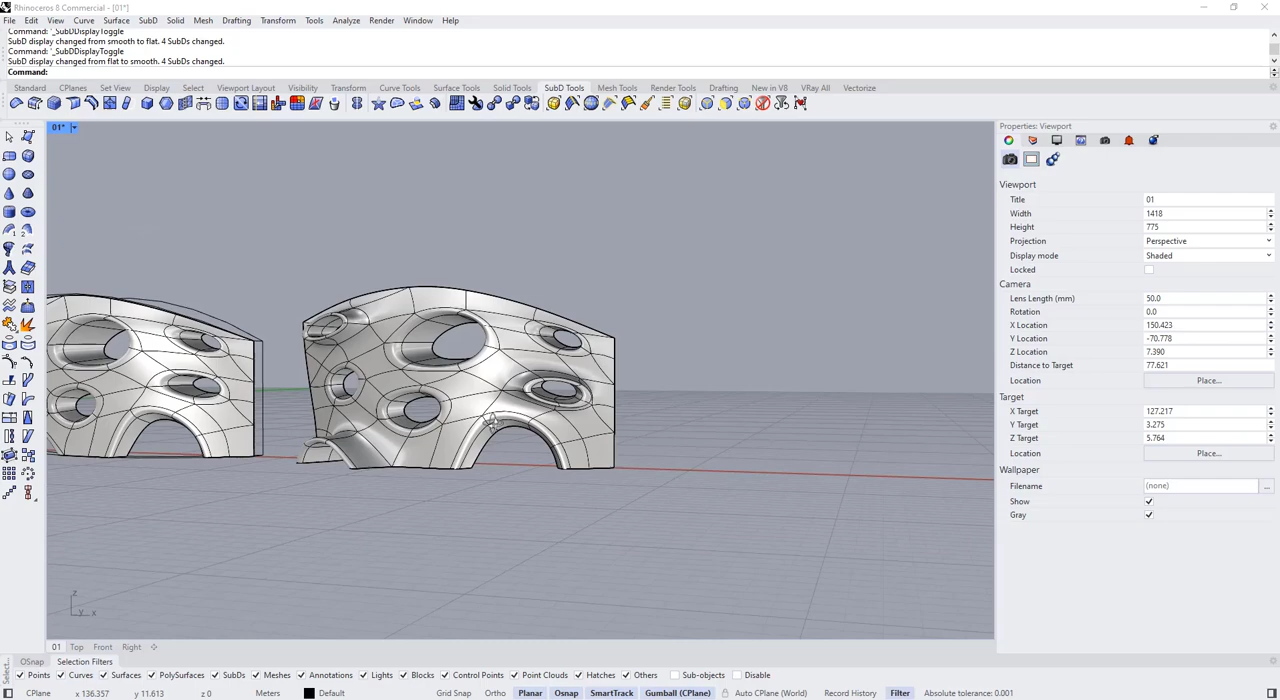 Rhinoceros 8 Commercial - [01*]
File Edit View Curve Surface SubD Solid Mesh Drafting Transform Tools Analyze Render Window Help
Command: '_SubDDisplayToggle
SubD display changed from smooth to flat. 4 SubDs changed.
Command: '_SubDDisplayToggle
SubD display changed from flat to smooth. 4 SubDs changed.
Command:
Standard CPlanes Set View Display Select Viewport Layout Visibility Transform Curve Tools Surface Tools Solid Tools SubD Tools Mesh Tools Render Tools Drafting New in V8 VRay All Vectorize
01*
Properties: Viewport
Viewport
Title 01
Width 1418
Height 775
Projection Perspective
Display mode Shaded
Locked
Camera
Lens Length (mm) 50.0
Rotation 0.0
X Location 150.423
Y Location -70.778
Z Location 7.390
Distance to Target 77.621
Location Place...
Target
X Target 127.217
Y Target 3.275
Z Target 5.764
Location Place...
Wallpaper
Filename (none) ...
Show
Gray
z
y x
01 Top Front Right
OSnap Selection Filters
Select...
Points Curves Surfaces PolySurfaces SubDs Meshes Annotations Lights Blocks Control Points Point Clouds Hatches Others Sub-objects Disable
CPlane x 136.357 y 11.613 z 0 Meters Default Grid Snap Ortho Planar Osnap SmartTrack Gumball (CPlane) Auto CPlane (World) Record History Filter Absolute tolerance: 0.001